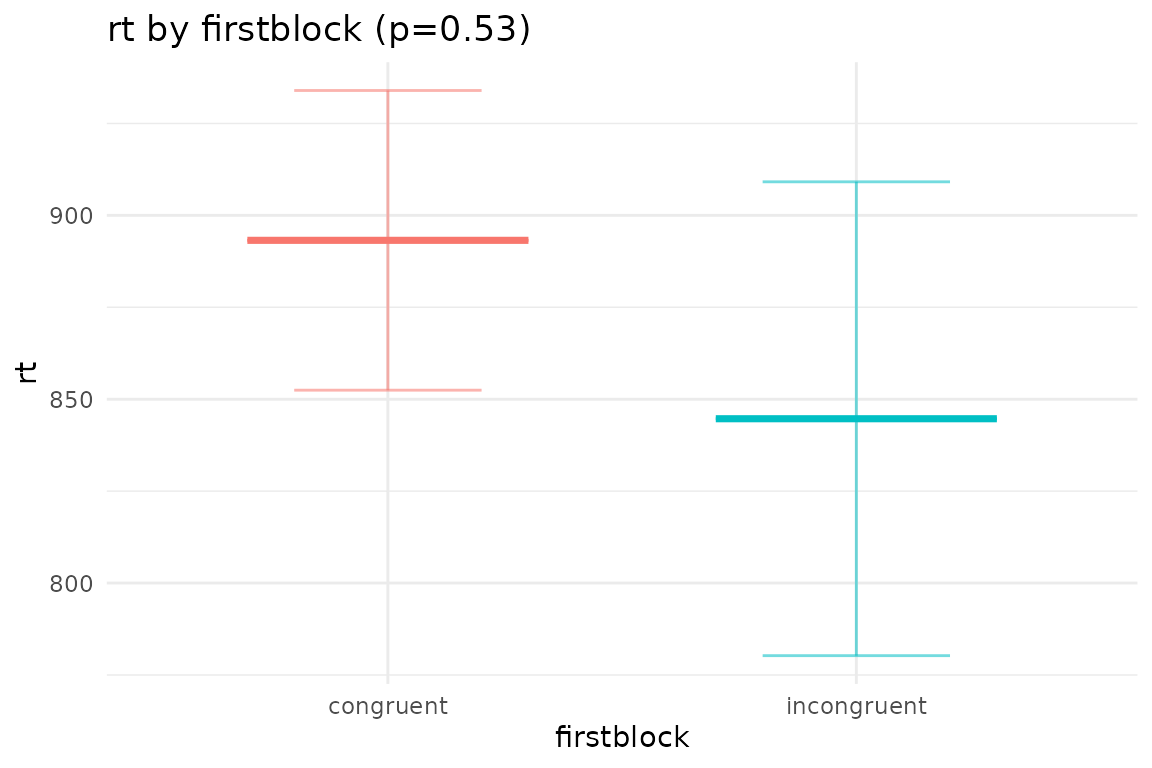 rt by firstblock (p=0.53)
rt
900
850
800
congruent incongruent
firstblock